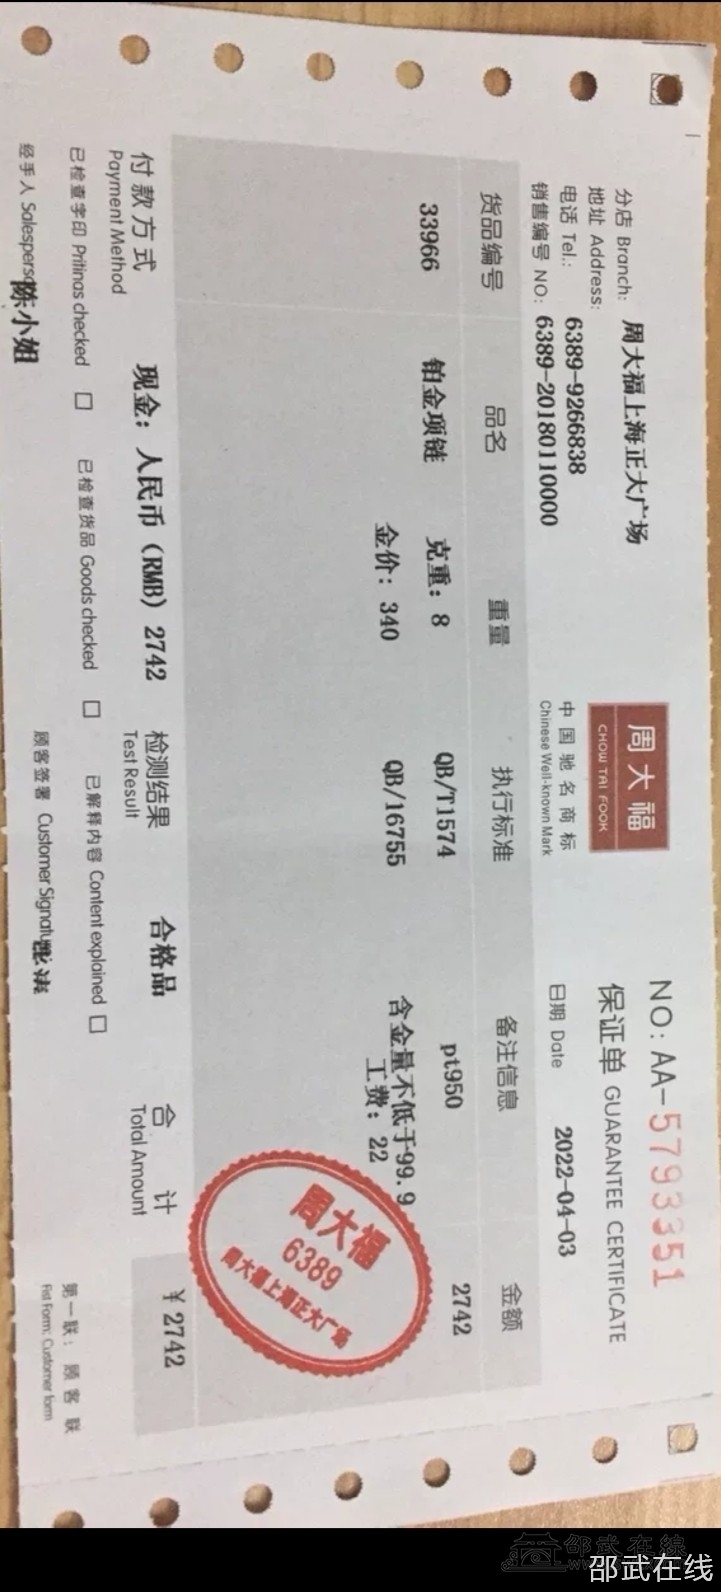 NO: AA-5793351
周大福
CHOW TAI FOOK
中国驰名商标
Chinese Well-known Mark
保证单 GUARANTEE CERTIFICATE
分店 Branch: 周大福上海正大广场
地址 Address:
电话 Tel.: 6389-9266838
销售编号 NO: 6389-20180110000
日期 Date 2022-04-03
货品编号 品名 重量 执行标准 备注信息 金额
33966 铂金项链 克重: 8 QB/T1574 pt950 2742
金价: 340 QB/16755 含金量不低于99.9
工费: 22
周大福
6389
周大福上海正大广场
付款方式 现金: 人民币 (RMB) 2742 检测结果 合格品 合计 ¥2742
Payment Method Test Result Total Amount
已检查字印 Pritinas checked 已检查货品 Goods checked 已解释内容 Content explained
第一联: 顾客联
Fist Form: Customer form
经手人 Salesperso 陈小姐 顾客签署 Customer Signatu
邵武在線
邵武在线